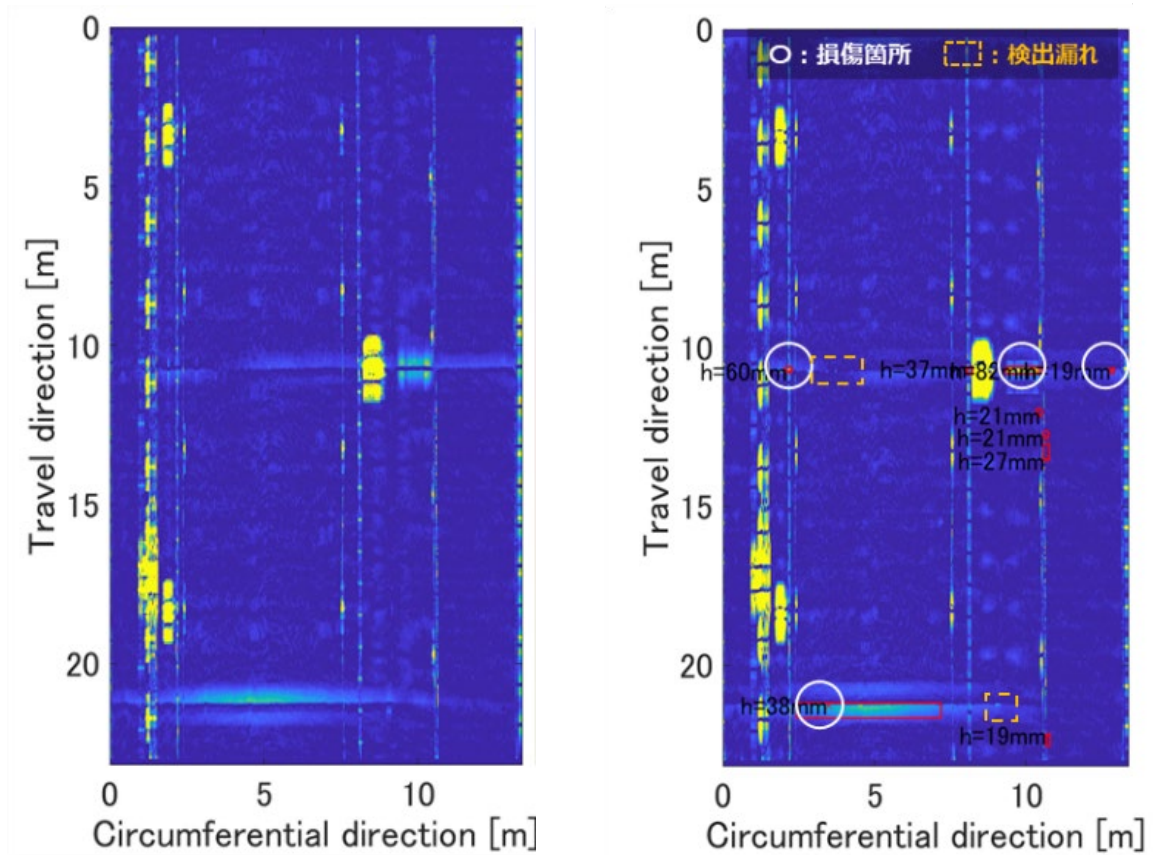 0
5
10
15
20
Travel direction [m]
0
5
10
Circumferential direction [m]
○：損傷箇所
：検出漏れ
0
5
10
15
20
Travel direction [m]
h=60mm
h=37mm
h=82mm
h=19mm
h=21mm
h=21mm
h=27mm
h=38mm
h=19mm
0
5
10
Circumferential direction [m]